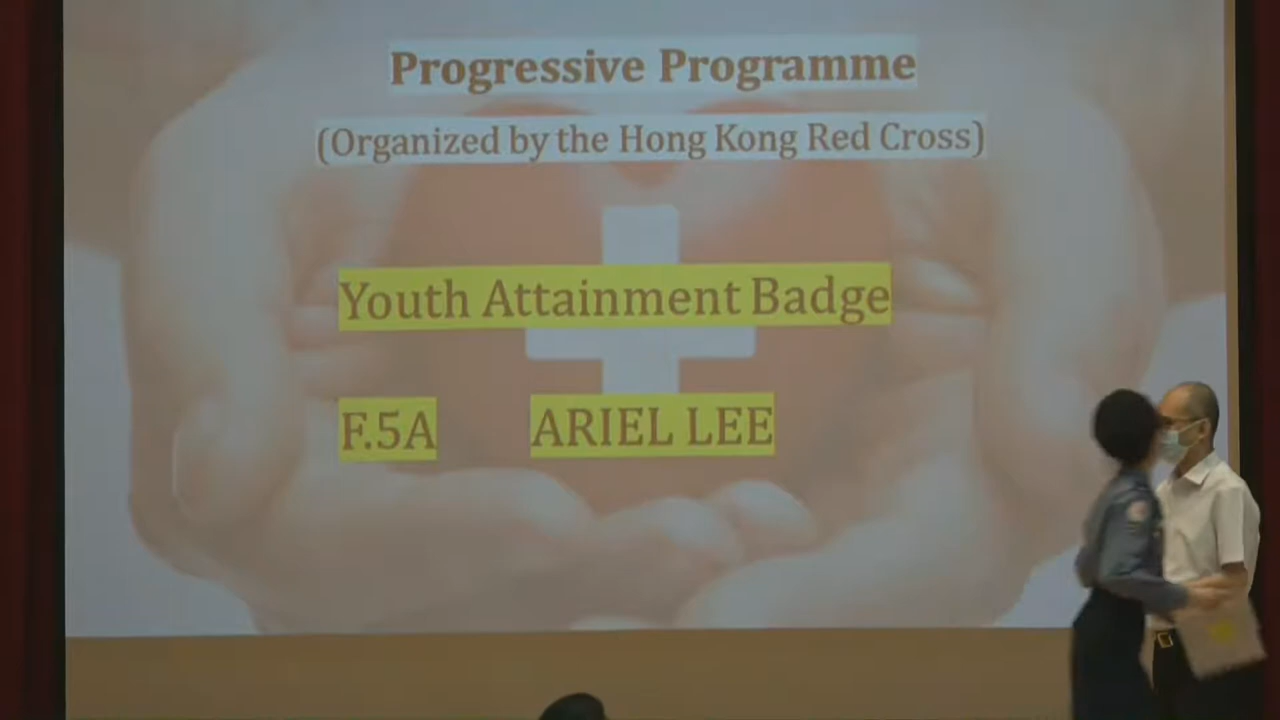 Progressive Programme
(Organized by the Hong Kong Red Cross)
Youth Attainment Badge
F.5A ARIEL LEE